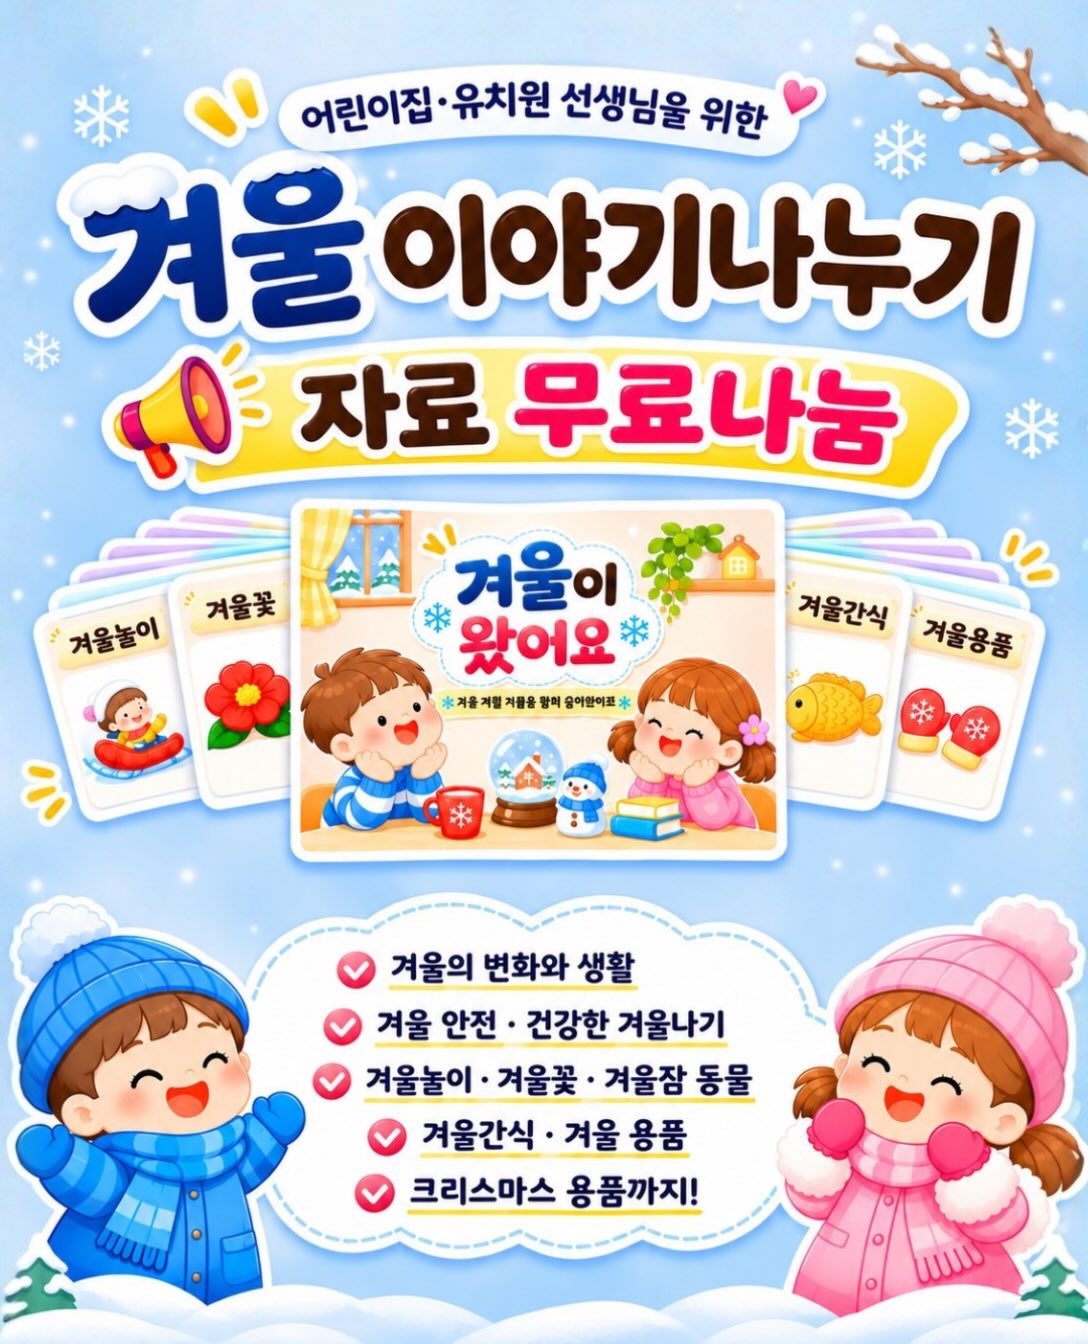 어린이집·유치원 선생님을 위한
겨울 이야기나누기
자료 무료나눔
겨울놀이
겨울꽃
겨울이
왔어요
겨울간식
겨울용품
겨울의 변화와 생활
겨울 안전 · 건강한 겨울나기
겨울놀이 · 겨울꽃 · 겨울잠 동물
겨울간식 · 겨울 용품
크리스마스 용품까지!